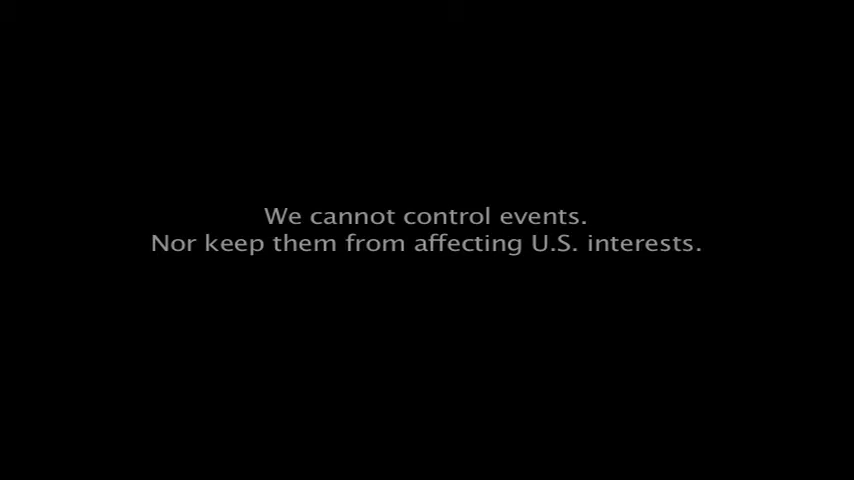 We cannot control events.
Nor keep them from affecting U.S. interests.